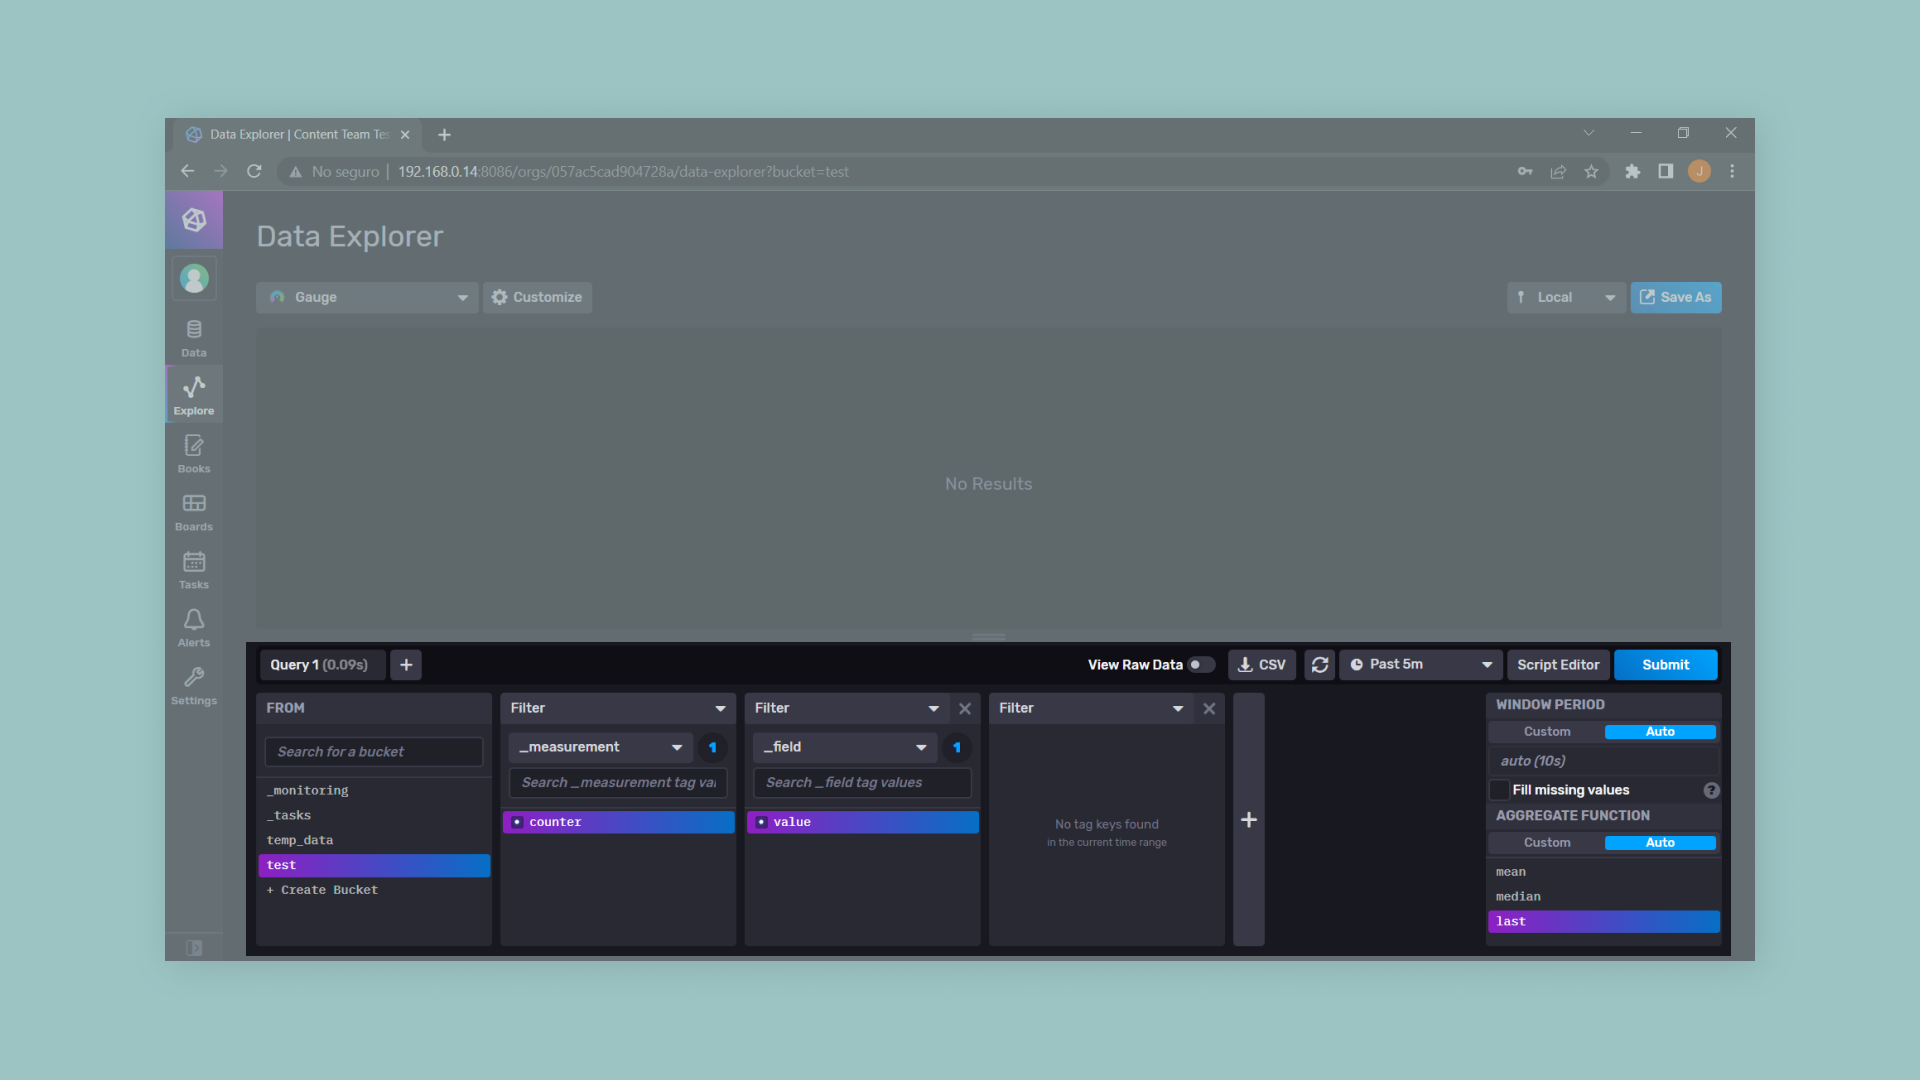 Data Explorer | Content Team Tes
No seguro | 192.168.0.14:8086/orgs/057ac5cad904728a/data-explorer?bucket=test
J
Data Explorer
Gauge
Customize
Local
Save As
Data
Explore
Books
Boards
Tasks
Alerts
Settings
No Results
Query 1 (0.09s)
+
View Raw Data
CSV
Past 5m
Script Editor
Submit
FROM
Search for a bucket
_monitoring
_tasks
temp_data
test
+ Create Bucket
Filter
_measurement
1
Search _measurement tag val
counter
Filter
_field
1
Search _field tag values
value
Filter
No tag keys found
in the current time range
+
WINDOW PERIOD
Custom
Auto
auto (10s)
Fill missing values
?
AGGREGATE FUNCTION
Custom
Auto
mean
median
last